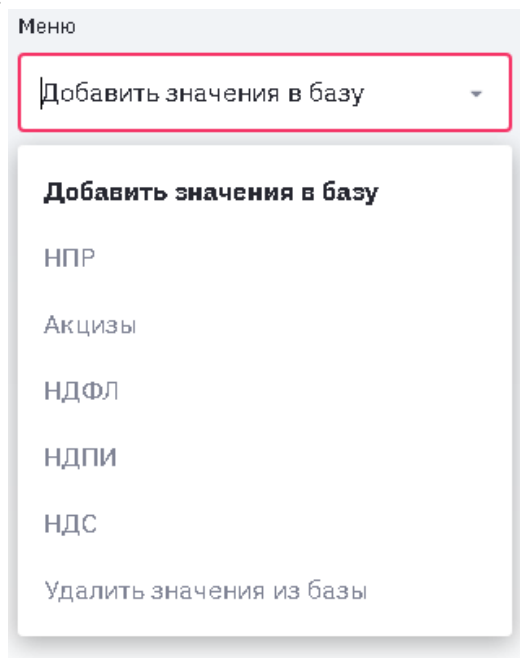 Меню
Добавить значения в базу
Добавить значения в базу
НПР
Акцизы
НДФЛ
НДПИ
НДС
Удалить значения из базы